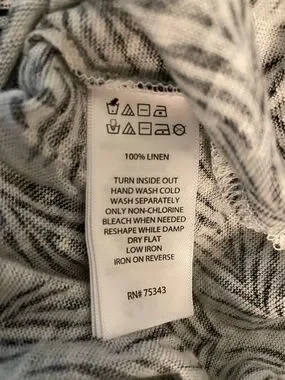 100% LINEN
TURN INSIDE OUT
HAND WASH COLD
WASH SEPARATELY
ONLY NON-CHLORINE
BLEACH WHEN NEEDED
RESHAPE WHILE DAMP
DRY FLAT
LOW IRON
IRON ON REVERSE
RN# 75343